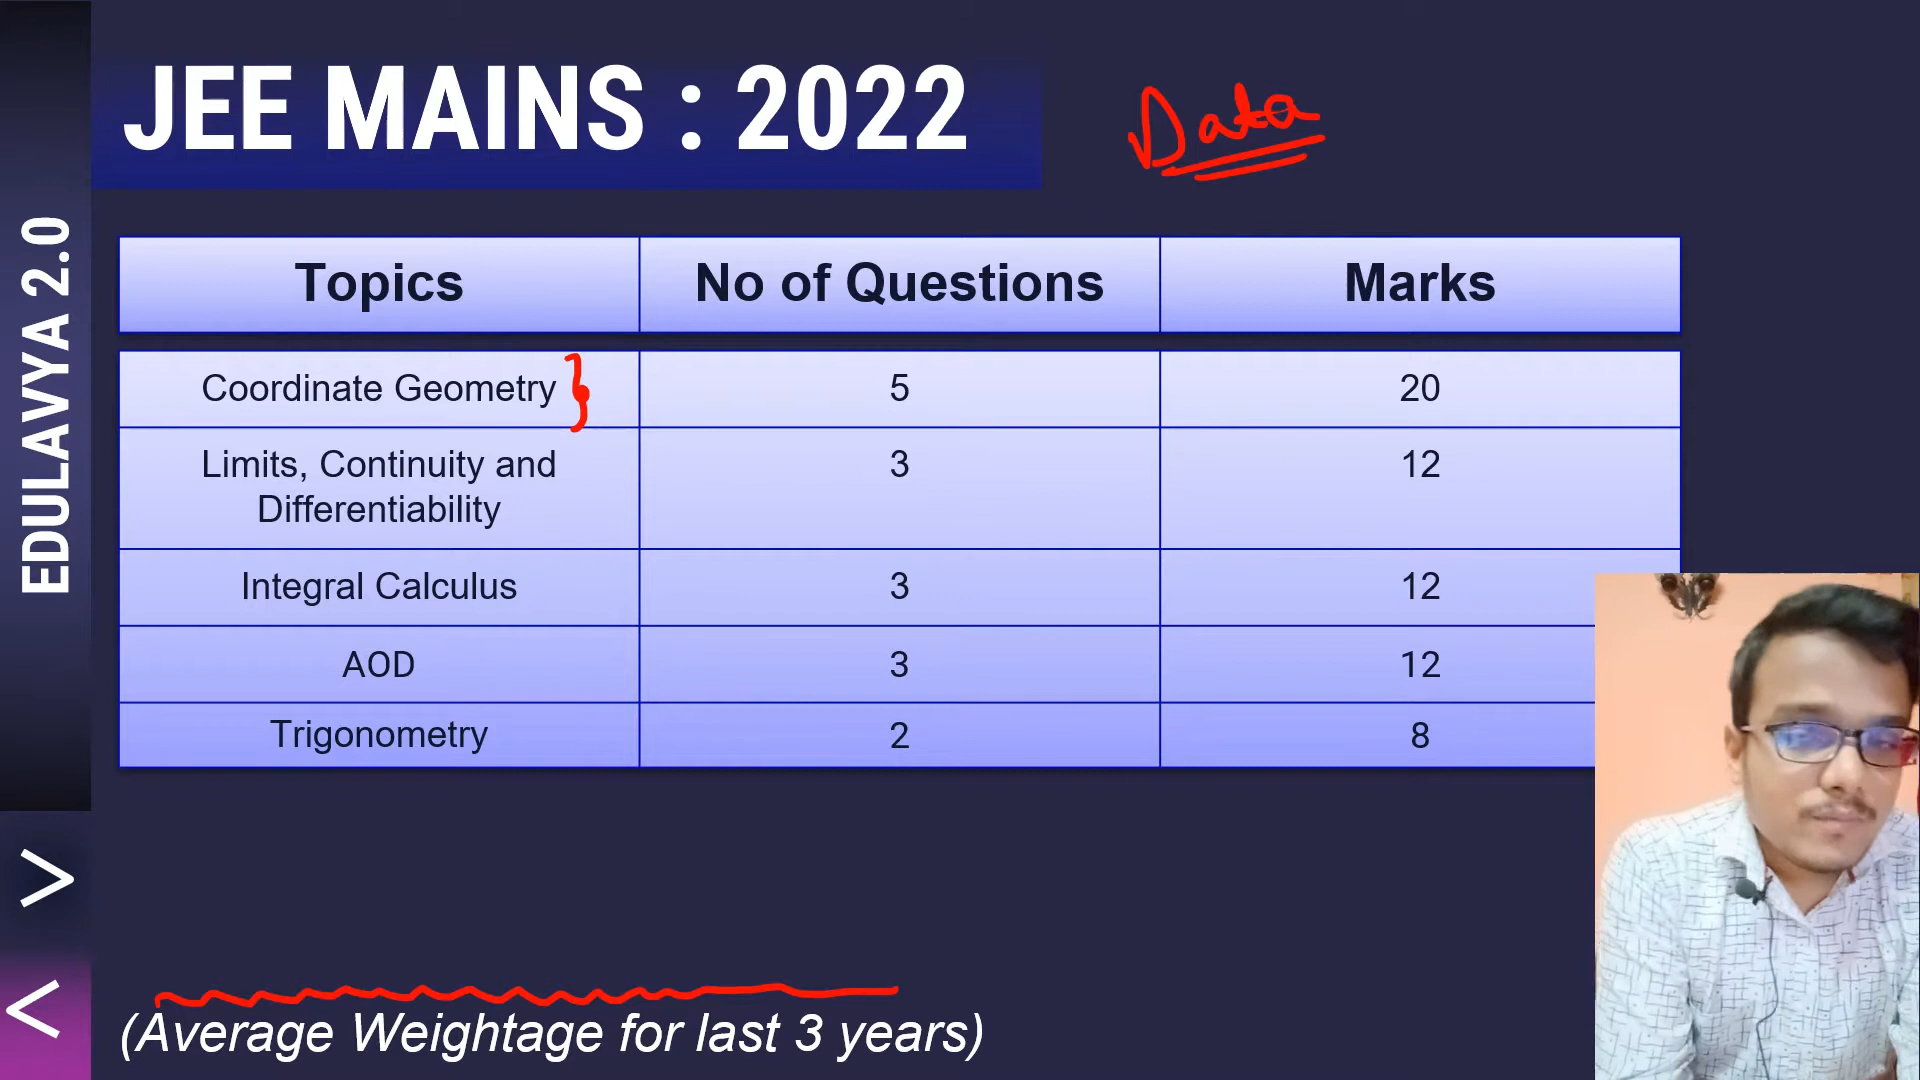 JEE MAINS : 2022
Data
EDULAVYA 2.0
Topics No of Questions Marks
Coordinate Geometry 5 20
Limits, Continuity and 3 12
Differentiability
Integral Calculus 3 12
AOD 3 12
Trigonometry 2 8
(Average Weightage for last 3 years)